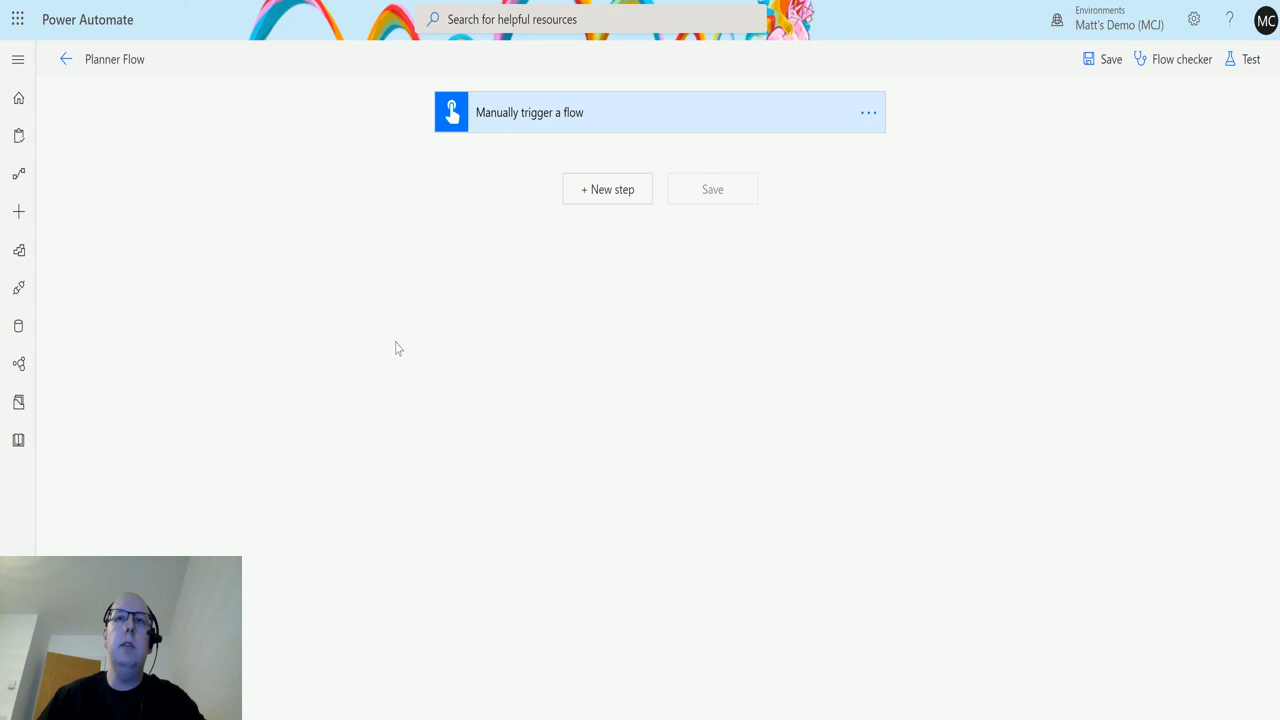 Power Automate
Search for helpful resources
Environments
Matt's Demo (MCJ)
MC
Planner Flow
Save
Flow checker
Test
Manually trigger a flow
+ New step
Save